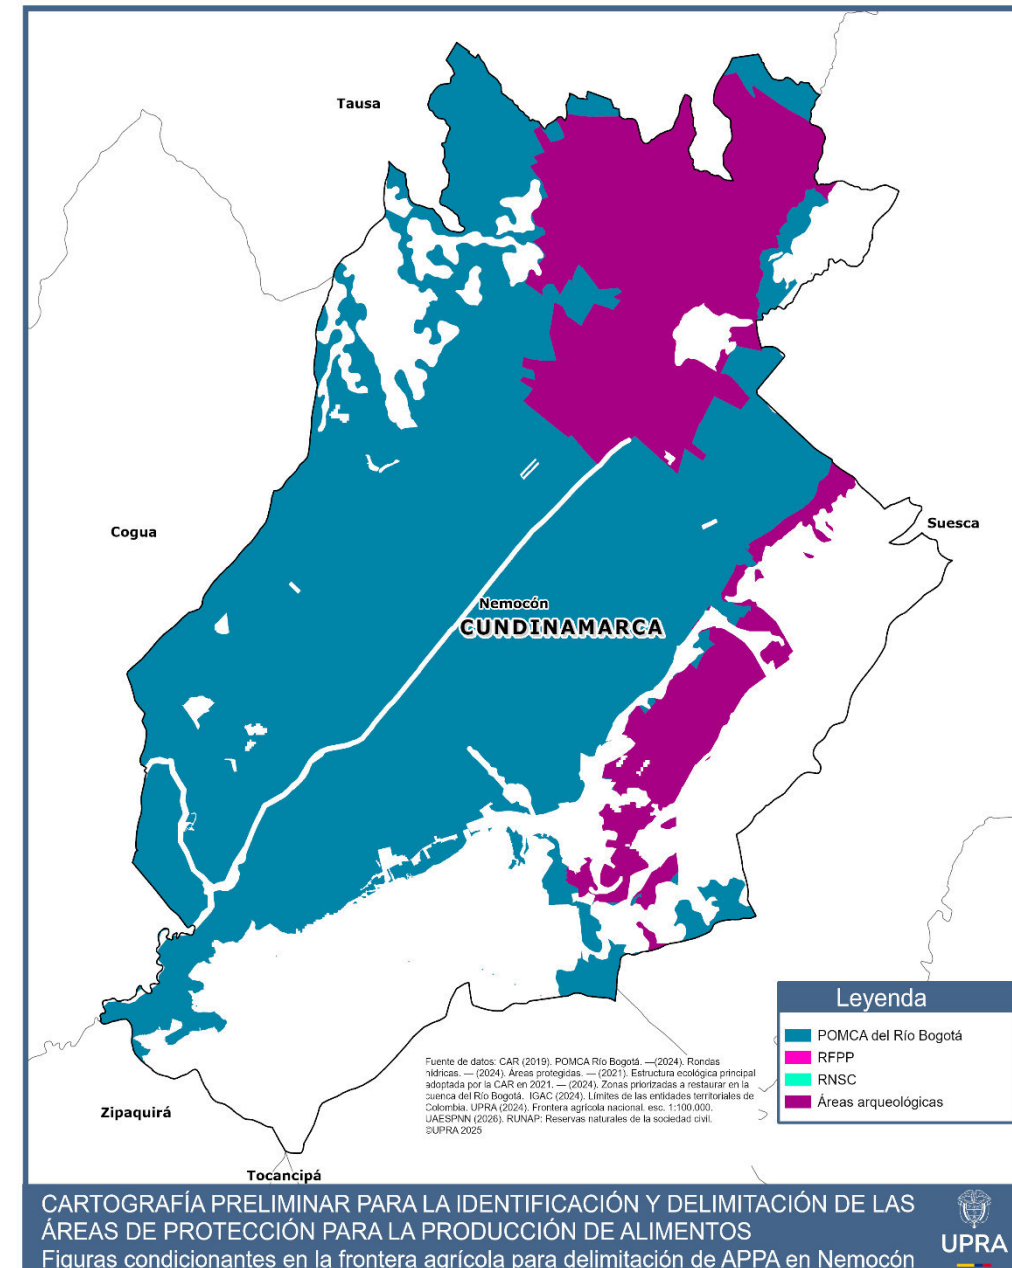 Tausa
Cogua
Suesca
Nemocón
CUNDINAMARCA
Leyenda
POMCA del Río Bogotá
RFPP
RNSC
Áreas arqueológicas
Fuente de datos: CAR (2019). POMCA Río Bogotá. —(2024). Rondas
hídricas. — (2024). Áreas protegidas. — (2021). Estructura ecológica principal
adoptada por la CAR en 2021. — (2024). Zonas priorizadas a restaurar en la
cuenca del Río Bogotá. IGAC (2024). Límites de las entidades territoriales de
Colombia. UPRA (2024). Frontera agrícola nacional. esc. 1:100.000.
UAESPNN (2026). RUNAP: Reservas naturales de la sociedad civil.
©UPRA 2025
Zipaquirá
Tocancipá
CARTOGRAFÍA PRELIMINAR PARA LA IDENTIFICACIÓN Y DELIMITACIÓN DE LAS
ÁREAS DE PROTECCIÓN PARA LA PRODUCCIÓN DE ALIMENTOS
Figuras condicionantes en la frontera agrícola para delimitación de APPA en Nemocón
UPRA